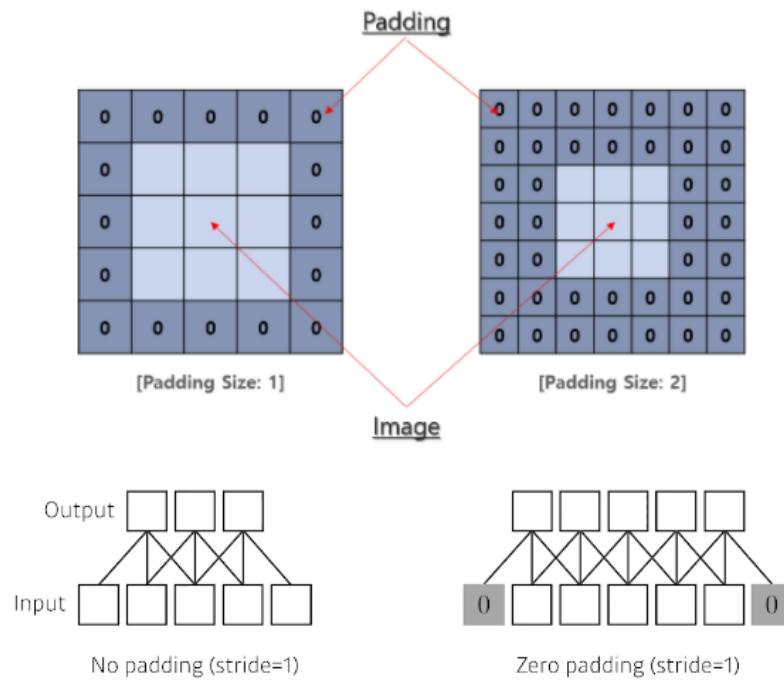 Padding
0 0 0 0 0 0 0 0 0 0 0 0
0 0 0 0 0 0 0
0 0
0 0 0 0
0 0
0 0 0 0
0 0
0 0 0 0
0 0 0 0 0 0 0
0 0 0 0 0 0 0 0 0 0 0 0
[Padding Size: 1] [Padding Size: 2]
Image
Output
Input 0 0
No padding (stride=1) Zero padding (stride=1)